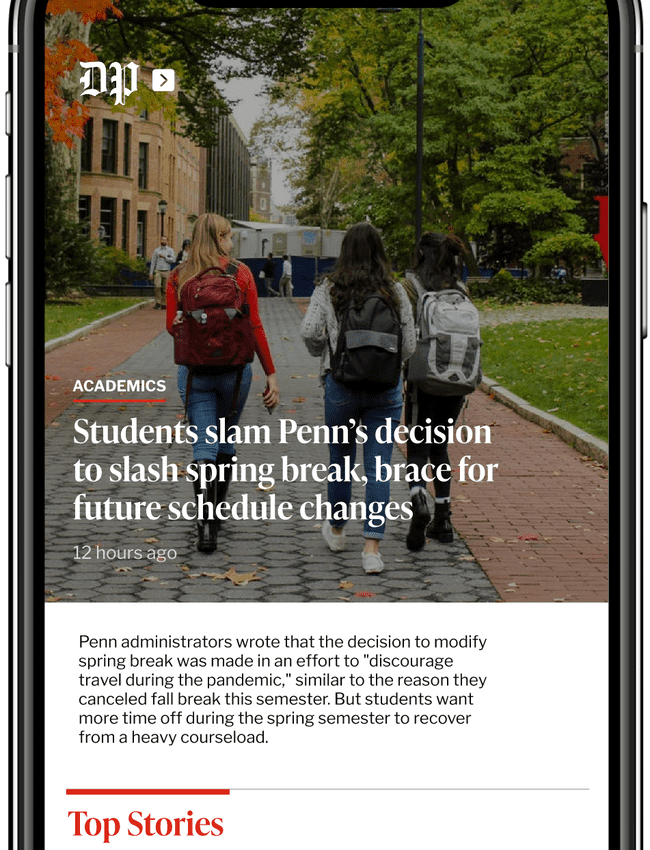 DP
ACADEMICS
Students slam Penn's decision
to slash spring break, brace for
future schedule changes
12 hours ago
Penn administrators wrote that the decision to modify
spring break was made in an effort to "discourage
travel during the pandemic," similar to the reason they
canceled fall break this semester. But students want
more time off during the spring semester to recover
from a heavy courseload.
Top Stories